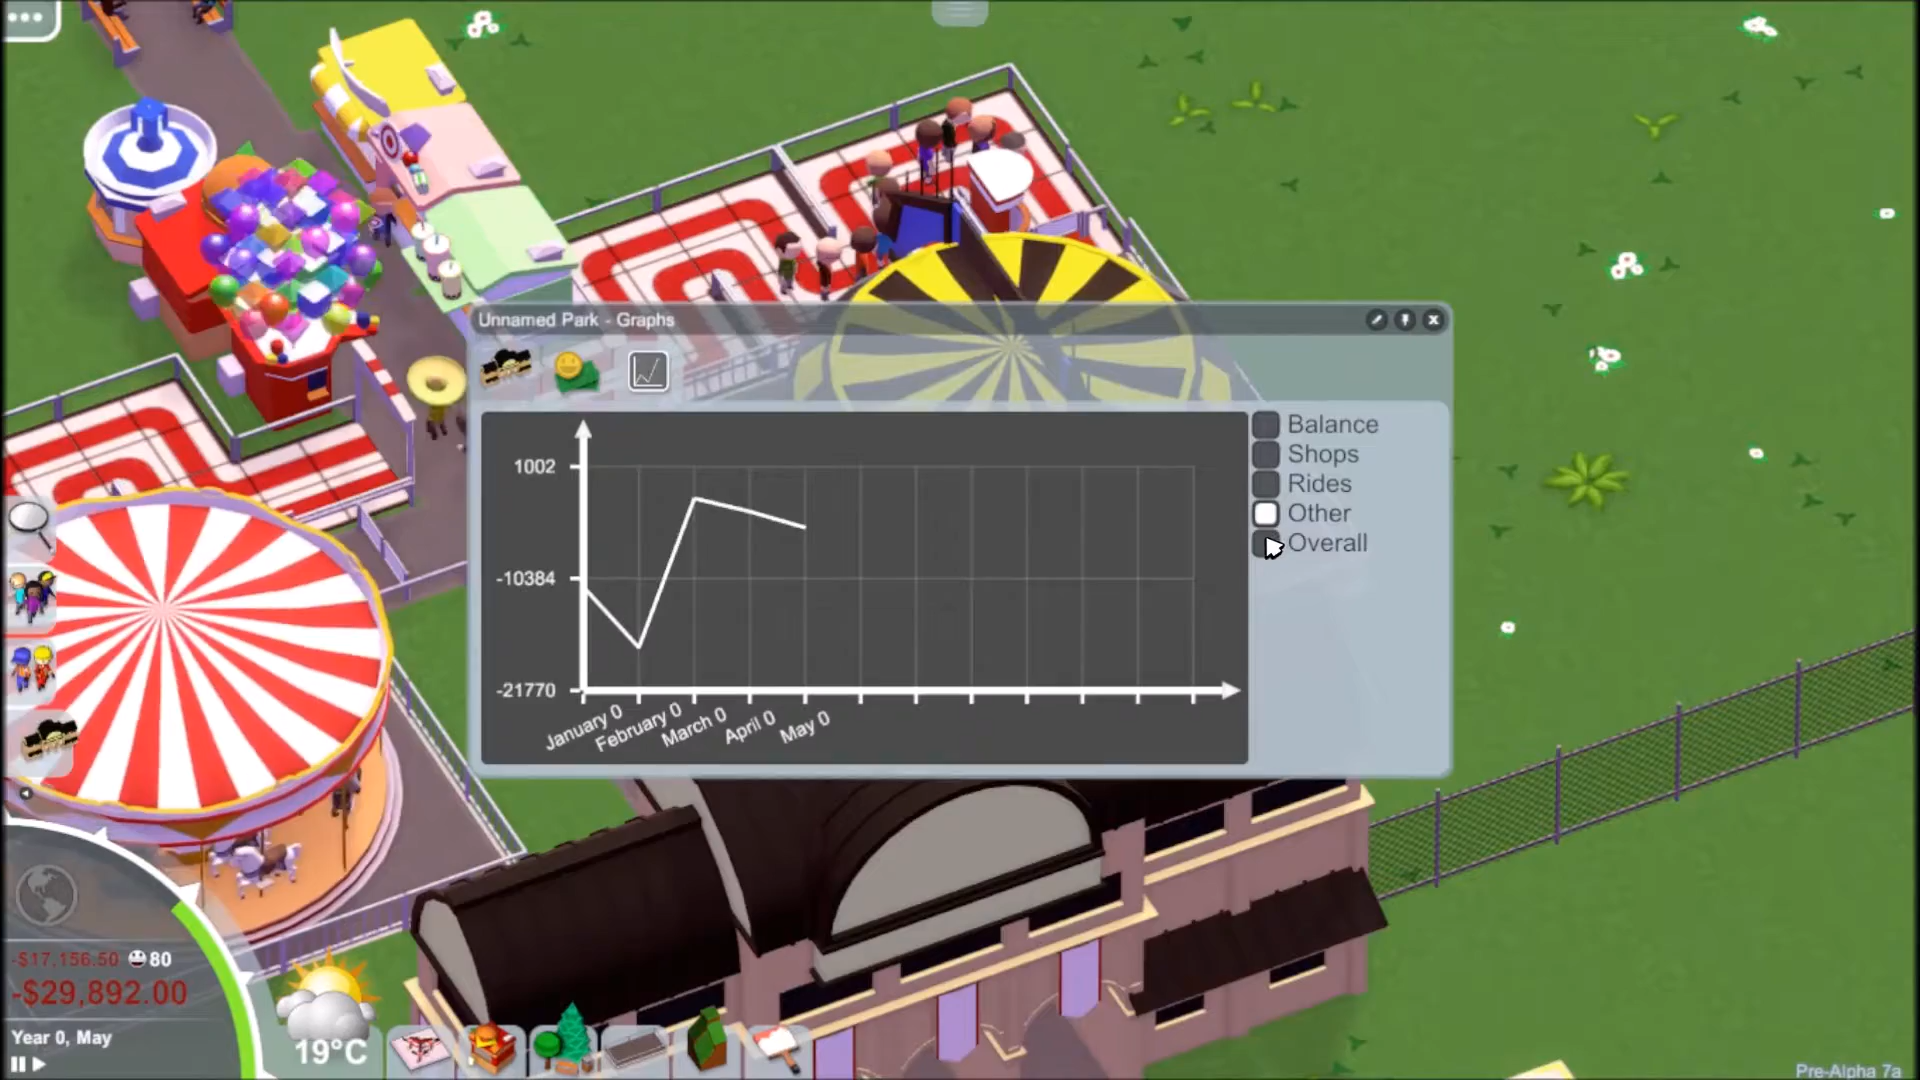 Unnamed Park - Graphs
1002
-10384
-21770
January 0
February 0
March 0
April 0
May 0
Balance
Shops
Rides
Other
Overall
-$17,156.50 80
-$29,892.00
Year 0, May
19°C
Pre-Alpha 7a